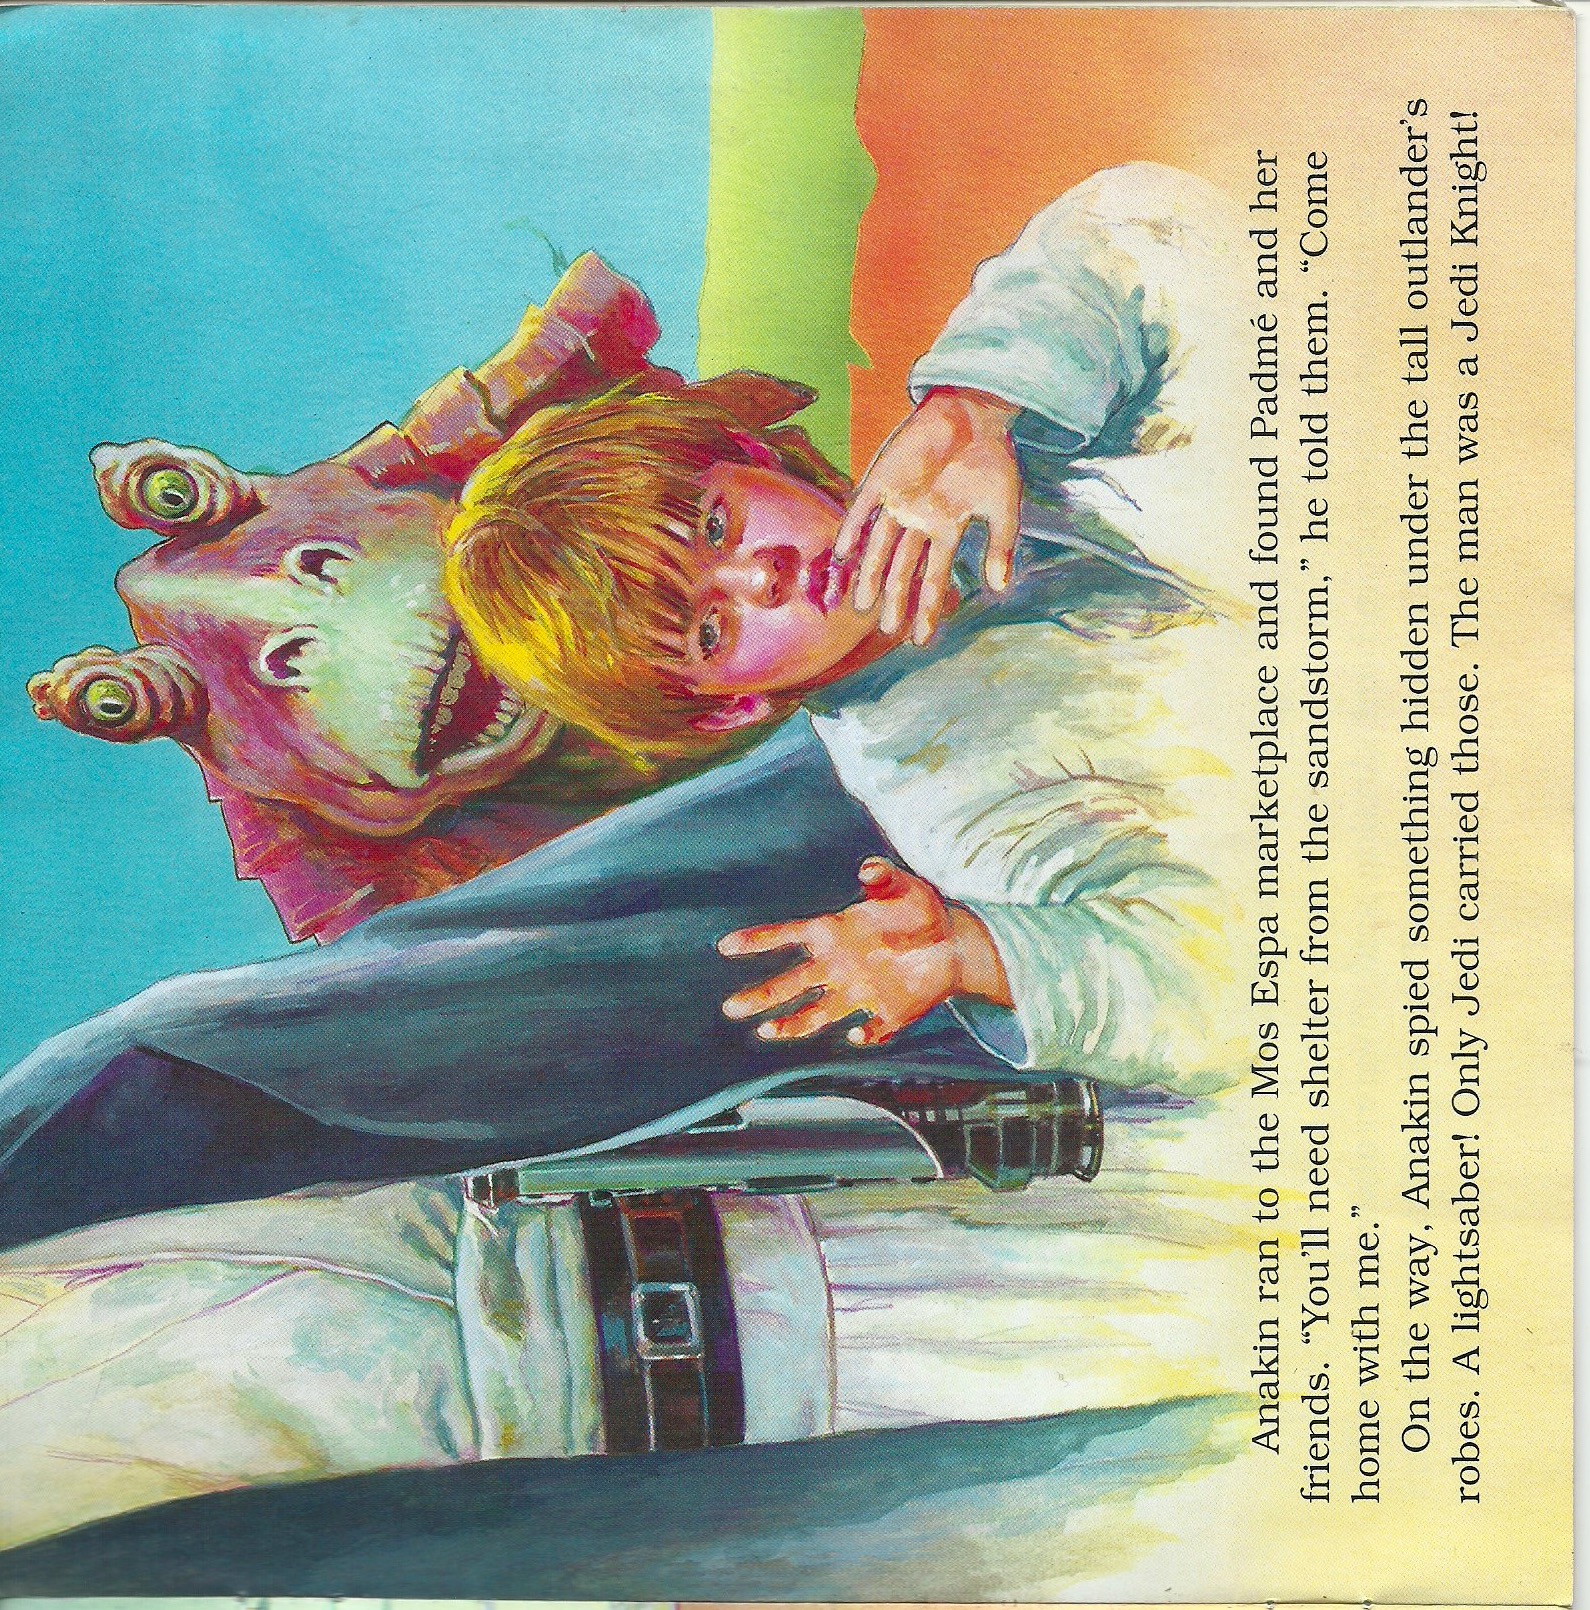 Anakin ran to the Mos Espa marketplace and found Padmé and her
friends. “You’ll need shelter from the sandstorm,” he told them. “Come
home with me.”
On the way, Anakin spied something hidden under the tall outlander’s
robes. A lightsaber! Only Jedi carried those. The man was a Jedi Knight!